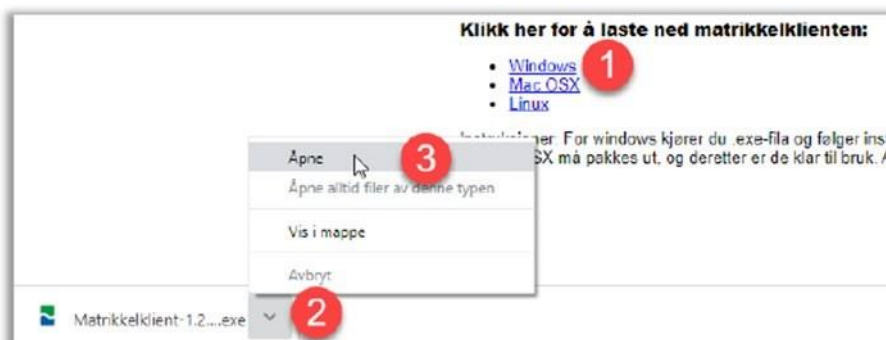 Klikk her for å laste ned matrikkelklienten:
Windows
1
Mac OSX
Linux
For windows kjører du .exe-fila og følger
SX må pakkes ut, og deretter er de klar til bruk.
Åpne
3
Åpne alltid filer av denne typen
Vis i mappe
Avbryt
Matrikkelklient-1.2....exe
2